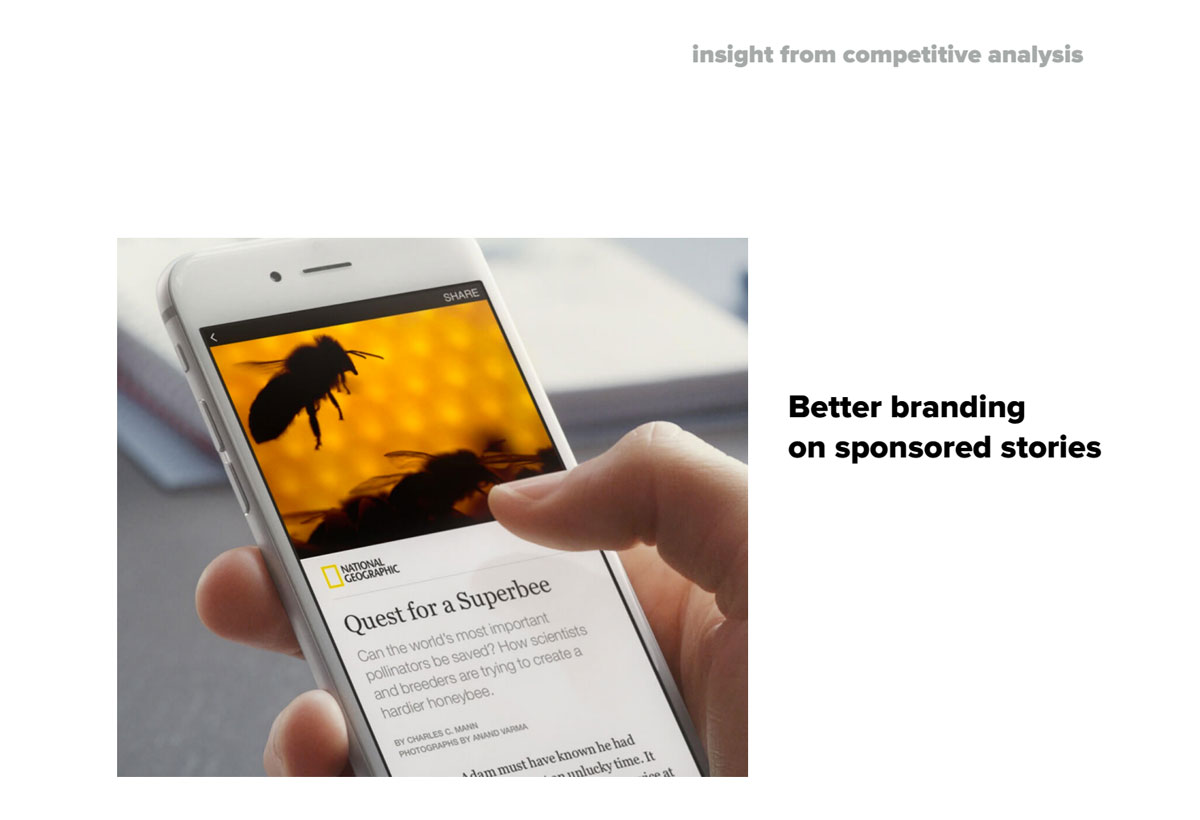 insight from competitive analysis
SHARE
NATIONAL
GEOGRAPHIC
Quest for a Superbee
Can the world's most important
pollinators be saved? How scientists
and breeders are trying to create a
hardier honeybee.
BY CHARLES C. MANN
PHOTOGRAPHS BY ANAND VARMA
Adam must have known he had
unlucky time. It
at
Better branding
on sponsored stories